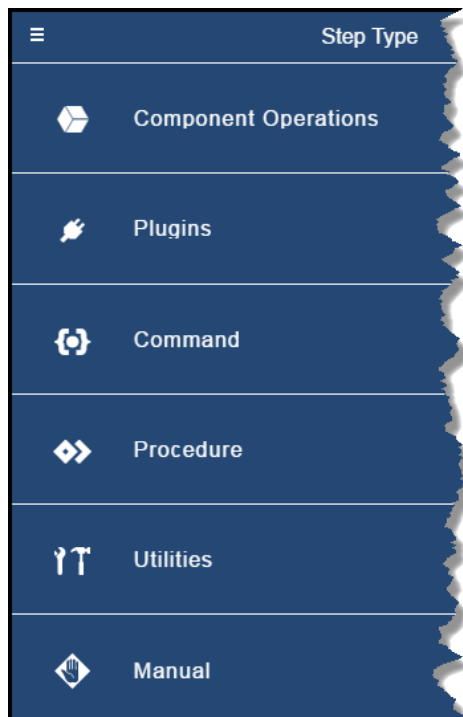 Step Type
Component Operations
Plugins
Command
Procedure
Utilities
Manual